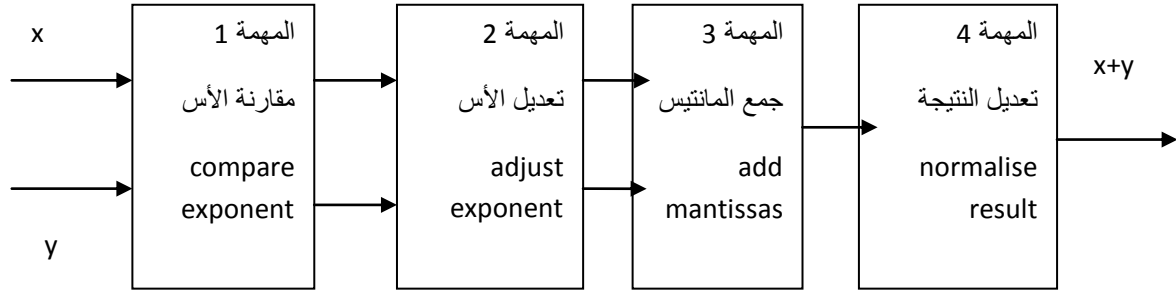 x
y
المهمة 1
مقارنة الأس
compare
exponent
المهمة 2
تعديل الأس
adjust
exponent
المهمة 3
جمع المانتيس
add
mantissas
المهمة 4
تعديل النتيجة
normalise
result
x+y